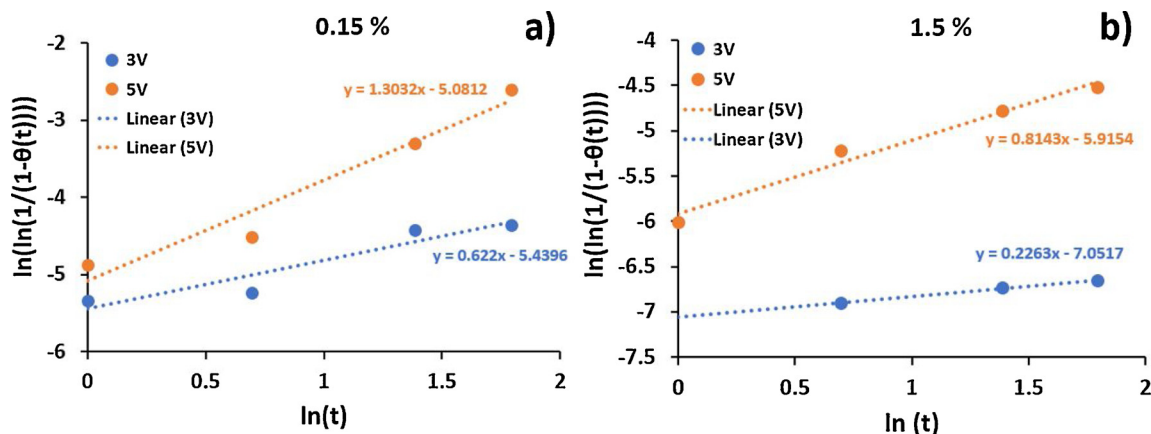 0.15 %
a)
3V
5V
Linear (3V)
Linear (5V)
y = 1.3032x - 5.0812
y = 0.622x - 5.4396
ln(ln(1/(1-θ(t)))))
-2
-3
-4
-5
-6
0
0.5
1
1.5
2
ln(t)
1.5 %
b)
3V
5V
Linear (5V)
Linear (3V)
y = 0.8143x - 5.9154
y = 0.2263x - 7.0517
ln(ln(1/(1-θ(t)))))
-4
-4.5
-5
-5.5
-6
-6.5
-7
-7.5
0
0.5
1
1.5
2
ln (t)